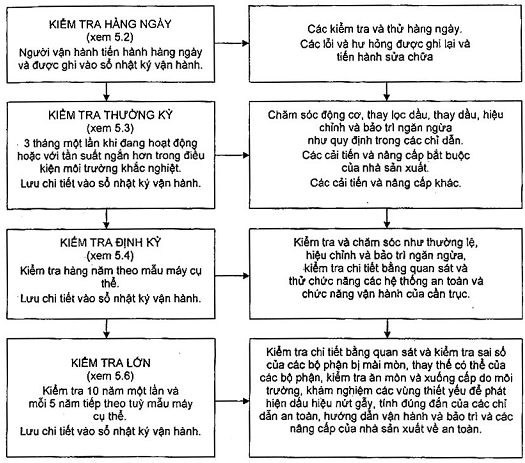 KIỂM TRA HÀNG NGÀY
(xem 5.2)
Người vận hành tiến hành hàng ngày
và được ghi vào sổ nhật ký vận hành.
Các kiểm tra và thử hàng ngày.
Các lỗi và hư hỏng được ghi lại và
tiến hành sửa chữa
KIỂM TRA THƯỜNG KỲ
(xem 5.3)
3 tháng một lần khi đang hoạt động
hoặc với tần suất ngắn hơn trong điều
kiện môi trường khắc nghiệt.
Lưu chi tiết vào sổ nhật ký vận hành.
Chăm sóc động cơ, thay lọc dầu, thay dầu, hiệu
chỉnh và bảo trì ngăn ngừa
như quy định trong các chỉ dẫn.
Các cải tiến và nâng cấp bắt buộc
của nhà sản xuất.
Các cải tiến và nâng cấp khác.
KIỂM TRA ĐỊNH KỲ
(xem 5.4)
Kiểm tra hàng năm theo mẫu máy cụ
thể.
Lưu chi tiết vào sổ nhật ký vận hành.
Kiểm tra và chăm sóc như thường lệ,
hiệu chỉnh và bảo trì ngăn ngừa,
kiểm tra chi tiết bằng quan sát và
thử chức năng các hệ thống an toàn và
chức năng vận hành của cần trục.
KIỂM TRA LỚN
(xem 5.6)
Kiểm tra 10 năm một lần và
mỗi 5 năm tiếp theo tuỳ mẫu máy
cụ thể.
Lưu chi tiết vào sổ nhật ký vận hành.
Kiểm tra chi tiết bằng quan sát và kiểm tra sai số
của các bộ phận bị mài mòn, thay thế có thể của
các bộ phận, kiểm tra ăn mòn và xuống cấp do môi
trường, khám nghiệm các vùng thiết yếu để phát
hiện dấu hiệu nứt gẫy, tính đúng đắn của các chỉ
dẫn an toàn, hướng dẫn vận hành và bảo trì và các
nâng cấp của nhà sản xuất về an toàn.